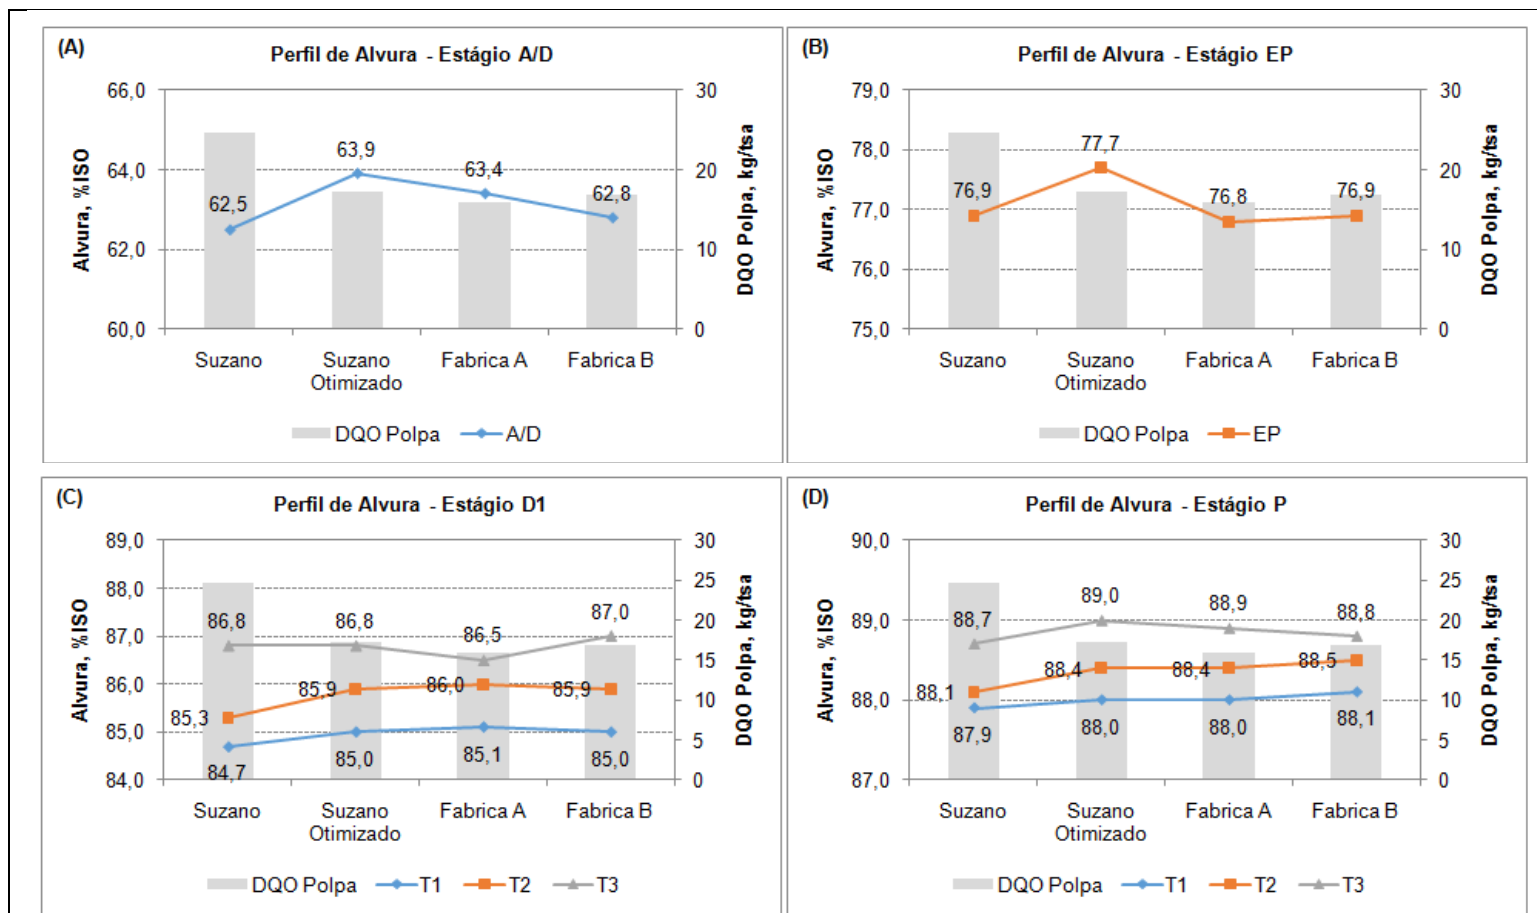 (A)
Perfil de Alvura - Estágio A/D
Alvura, %ISO
66,0
64,0
62,0
60,0
62,5
63,9
63,4
62,8
30
20
10
0
DQO Polpa, kg/tsa
Suzano
Suzano Otimizado
Fabrica A
Fabrica B
DQO Polpa
A/D
(B)
Perfil de Alvura - Estágio EP
Alvura, %ISO
79,0
78,0
77,0
76,0
75,0
76,9
77,7
76,8
76,9
30
20
10
0
DQO Polpa, kg/tsa
Suzano
Suzano Otimizado
Fabrica A
Fabrica B
DQO Polpa
EP
(C)
Perfil de Alvura - Estágio D1
Alvura, %ISO
89,0
88,0
87,0
86,0
85,0
84,0
86,8
86,8
86,5
87,0
85,3
85,9
86,0
85,9
84,7
85,0
85,1
85,0
30
25
20
15
10
5
0
DQO Polpa, kg/tsa
Suzano
Suzano Otimizado
Fabrica A
Fabrica B
DQO Polpa
T1
T2
T3
(D)
Perfil de Alvura - Estágio P
Alvura, %ISO
90,0
89,0
88,0
87,0
88,7
89,0
88,9
88,8
88,1
88,4
88,4
88,5
87,9
88,0
88,0
88,1
30
25
20
15
10
5
0
DQO Polpa, kg/tsa
Suzano
Suzano Otimizado
Fabrica A
Fabrica B
DQO Polpa
T1
T2
T3